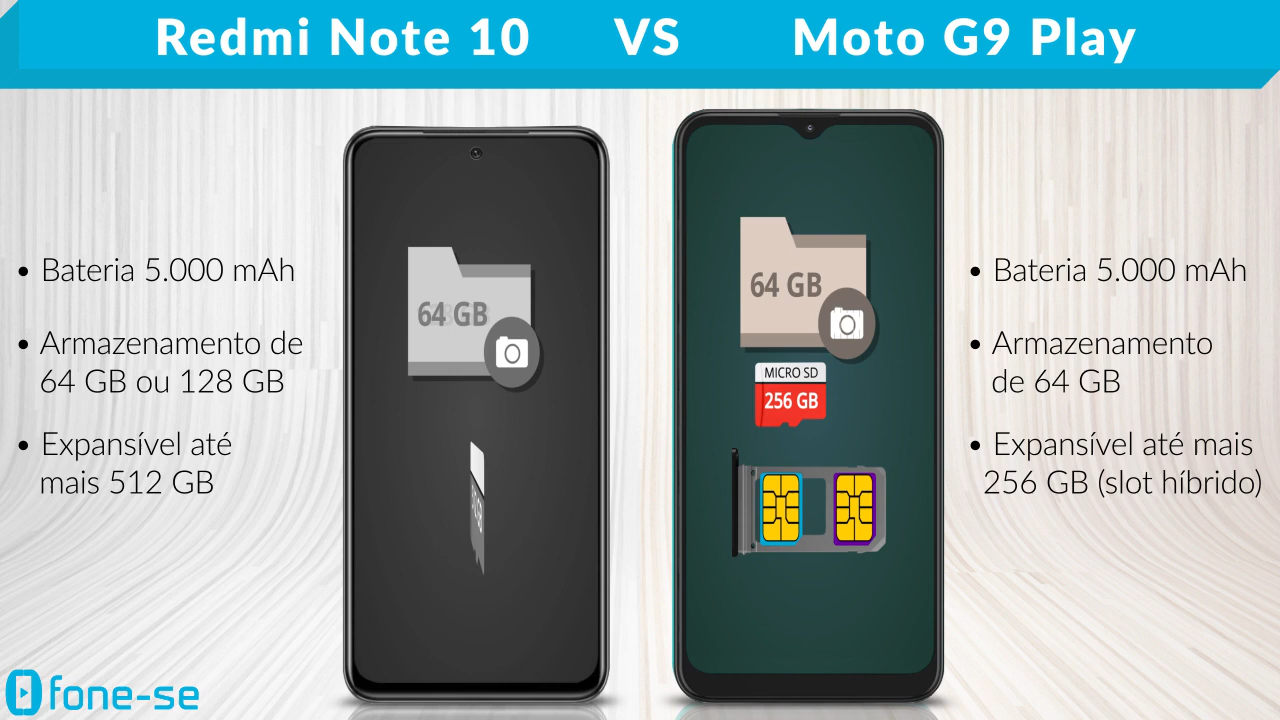 Redmi Note 10 VS Moto G9 Play
• Bateria 5.000 mAh
• Armazenamento de
64 GB ou 128 GB
• Expansível até
mais 512 GB
64 GB
64 GB
MICRO SD
256 GB
• Bateria 5.000 mAh
• Armazenamento
de 64 GB
• Expansível até mais
256 GB (slot híbrido)
fone-se